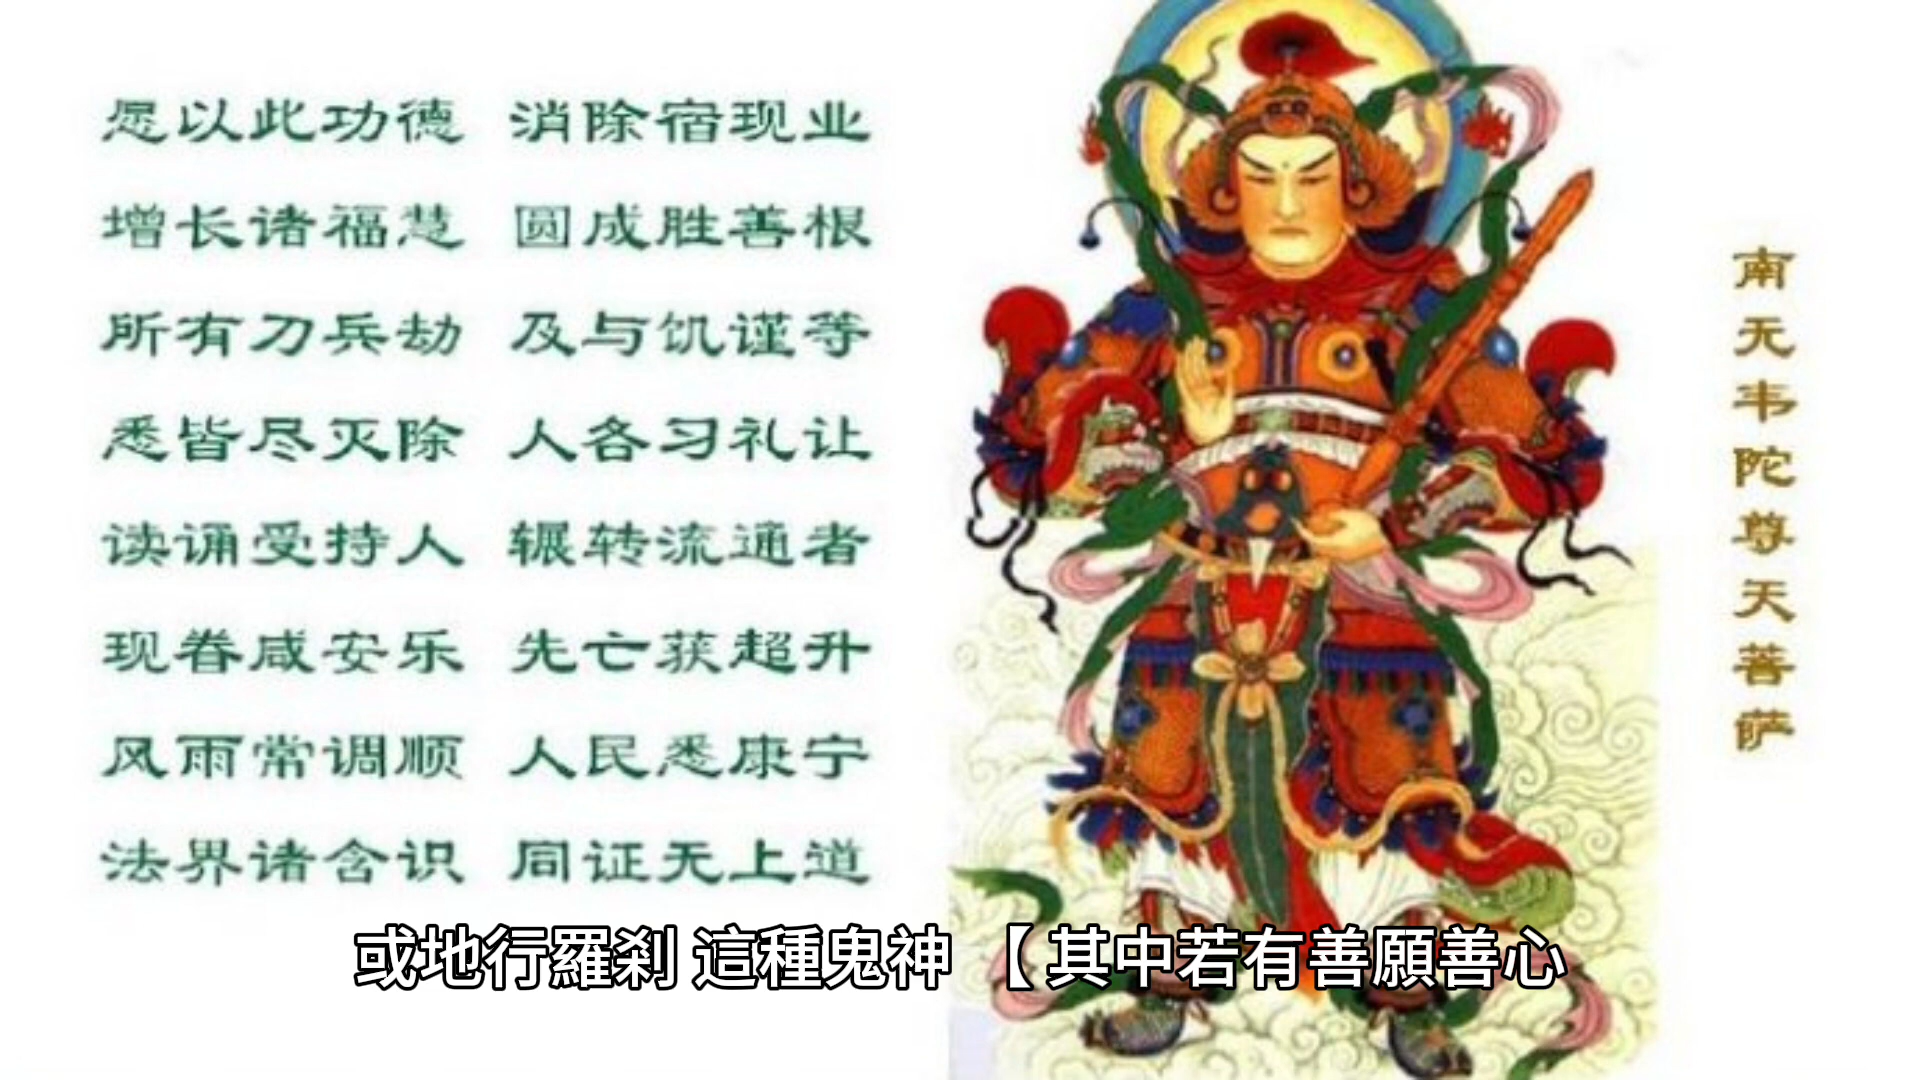 愿以此功德 消除宿现业
增长诸福慧 圆成胜善根
所有刀兵劫 及与饥谨等
悉皆尽灭除 人各习礼让
读诵受持人 辗转流通者
现眷咸安乐 先亡获超升
风雨常调顺 人民悉康宁
法界诸含识 同证无上道
南无韦陀尊天菩萨
或地行羅剎 這種鬼神 【 其中若有善願善心